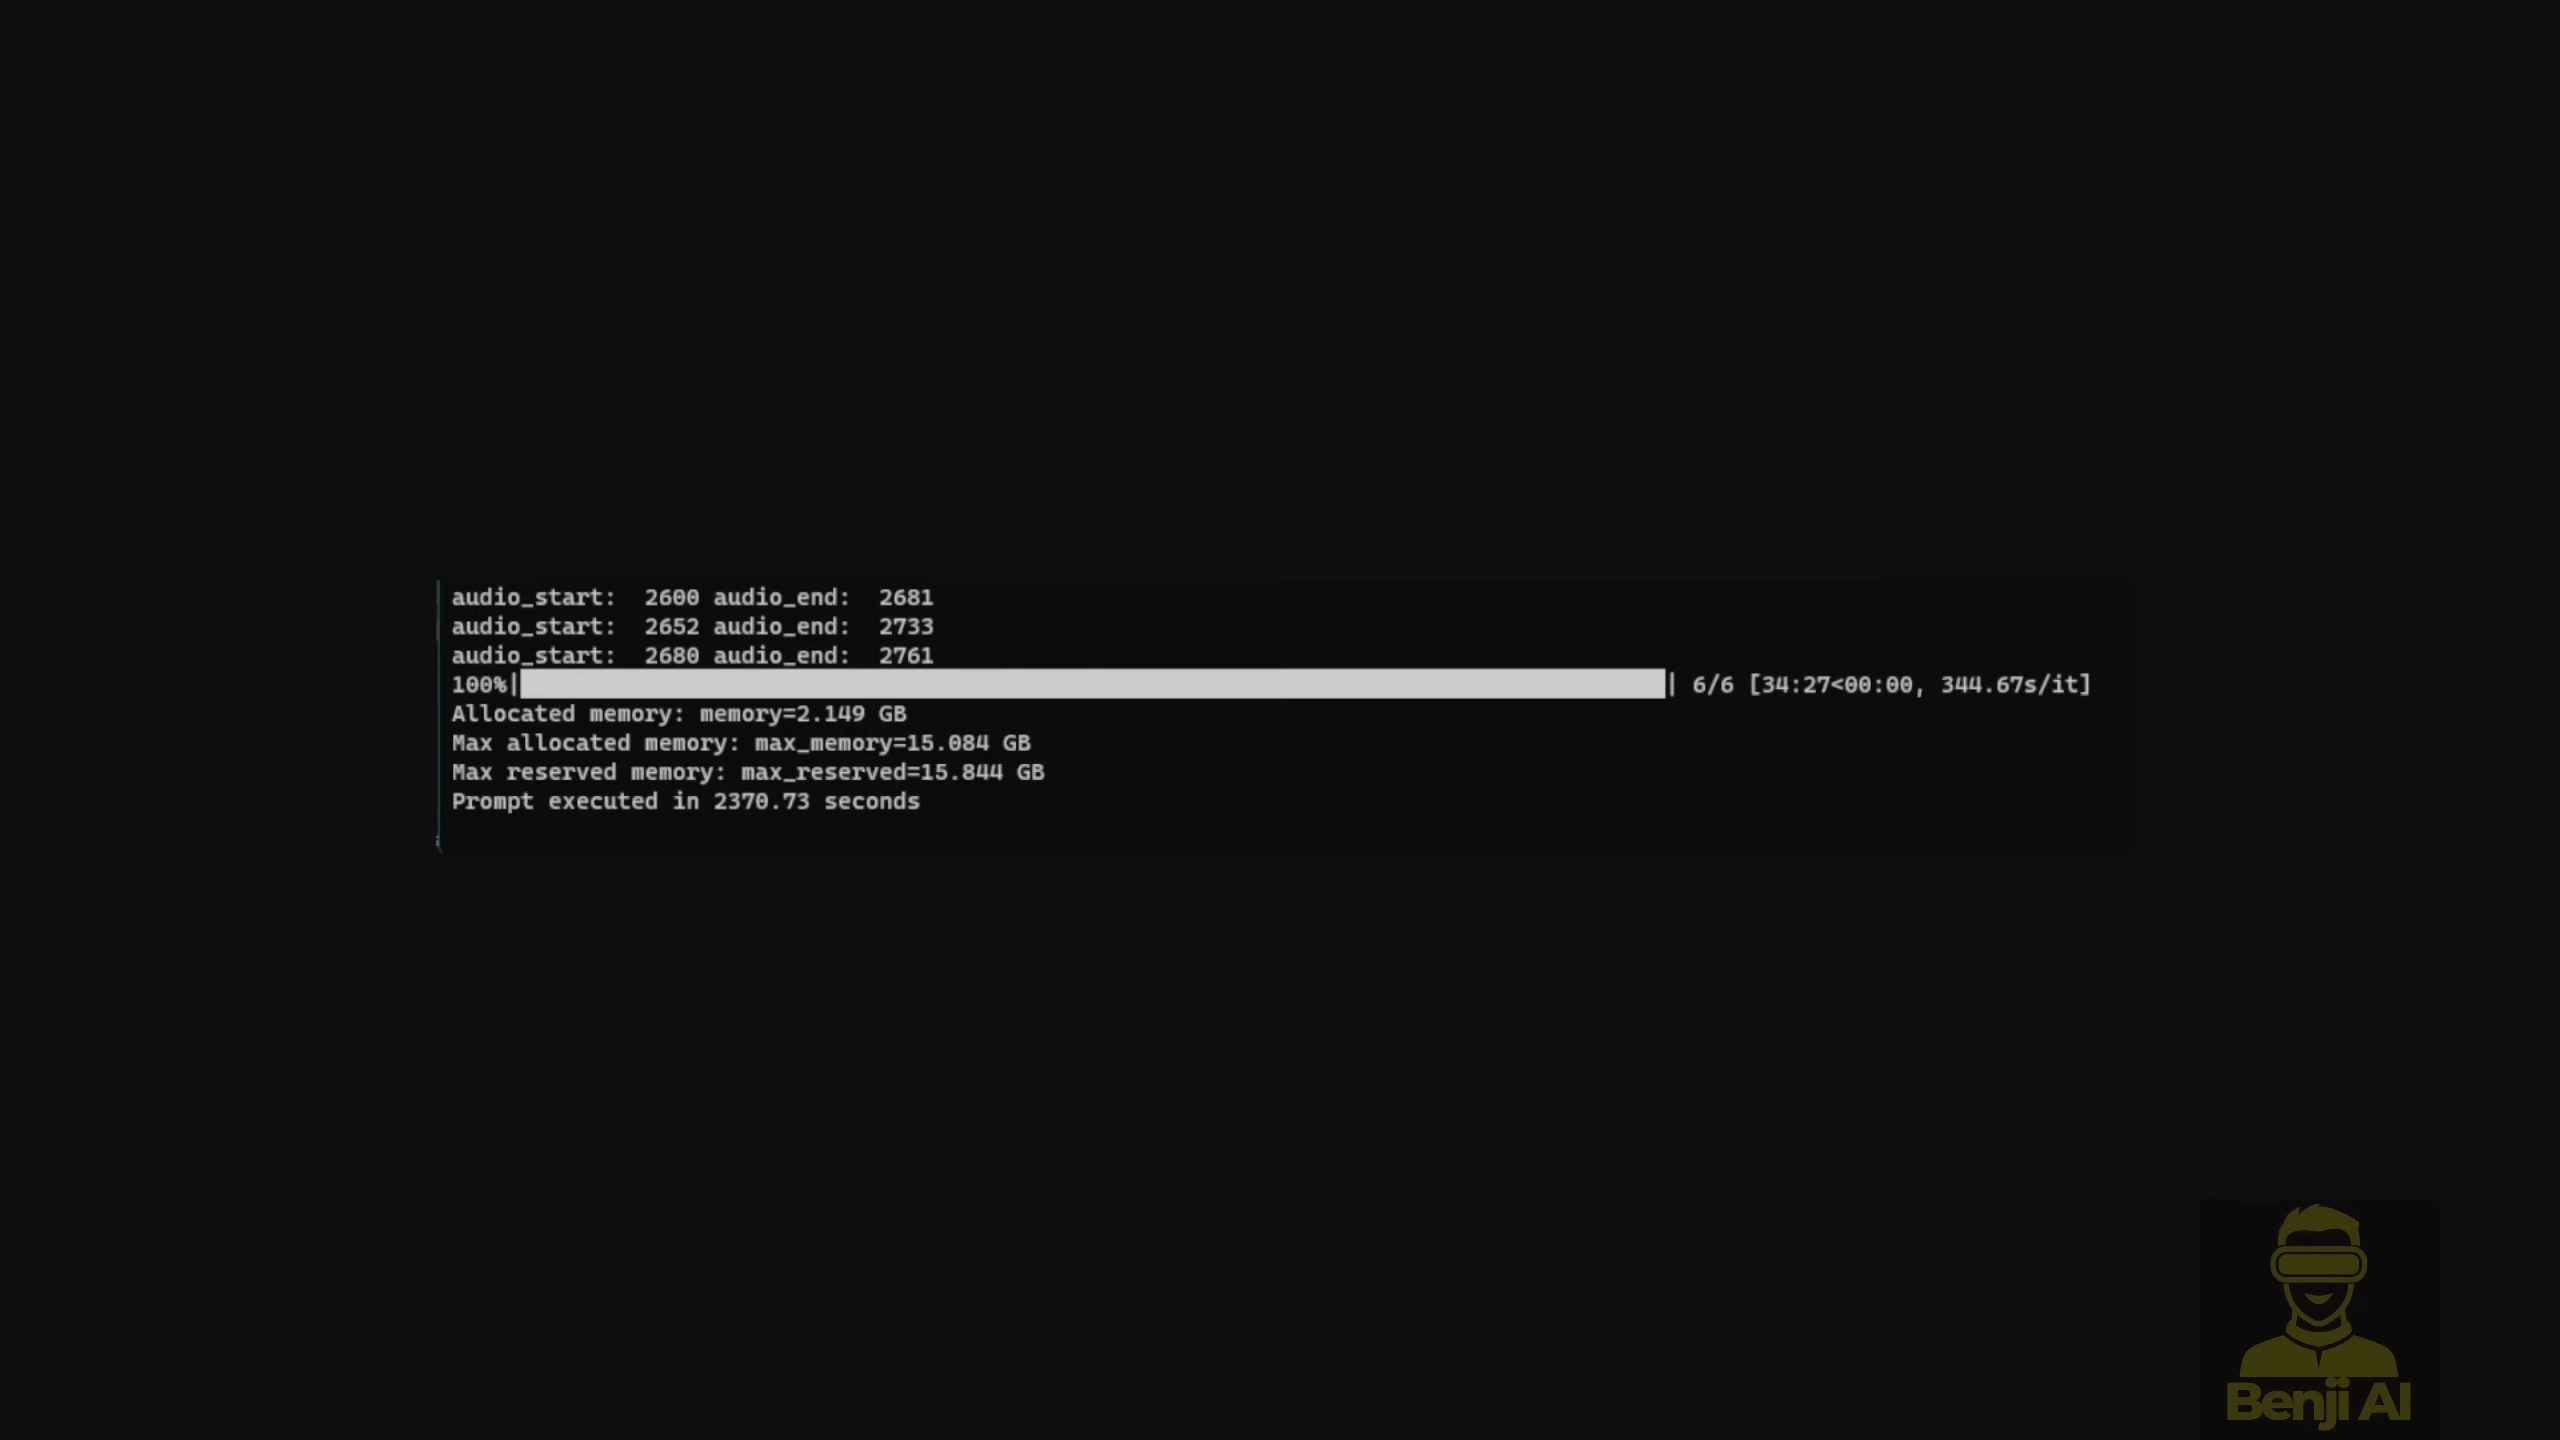 audio_start:  2600 audio_end:  2681
audio_start:  2652 audio_end:  2733
audio_start:  2680 audio_end:  2761
100%|██████████| 6/6 [34:27<00:00, 344.67s/it]
Allocated memory: memory=2.149 GB
Max allocated memory: max_memory=15.084 GB
Max reserved memory: max_reserved=15.844 GB
Prompt executed in 2370.73 seconds
Benji AI